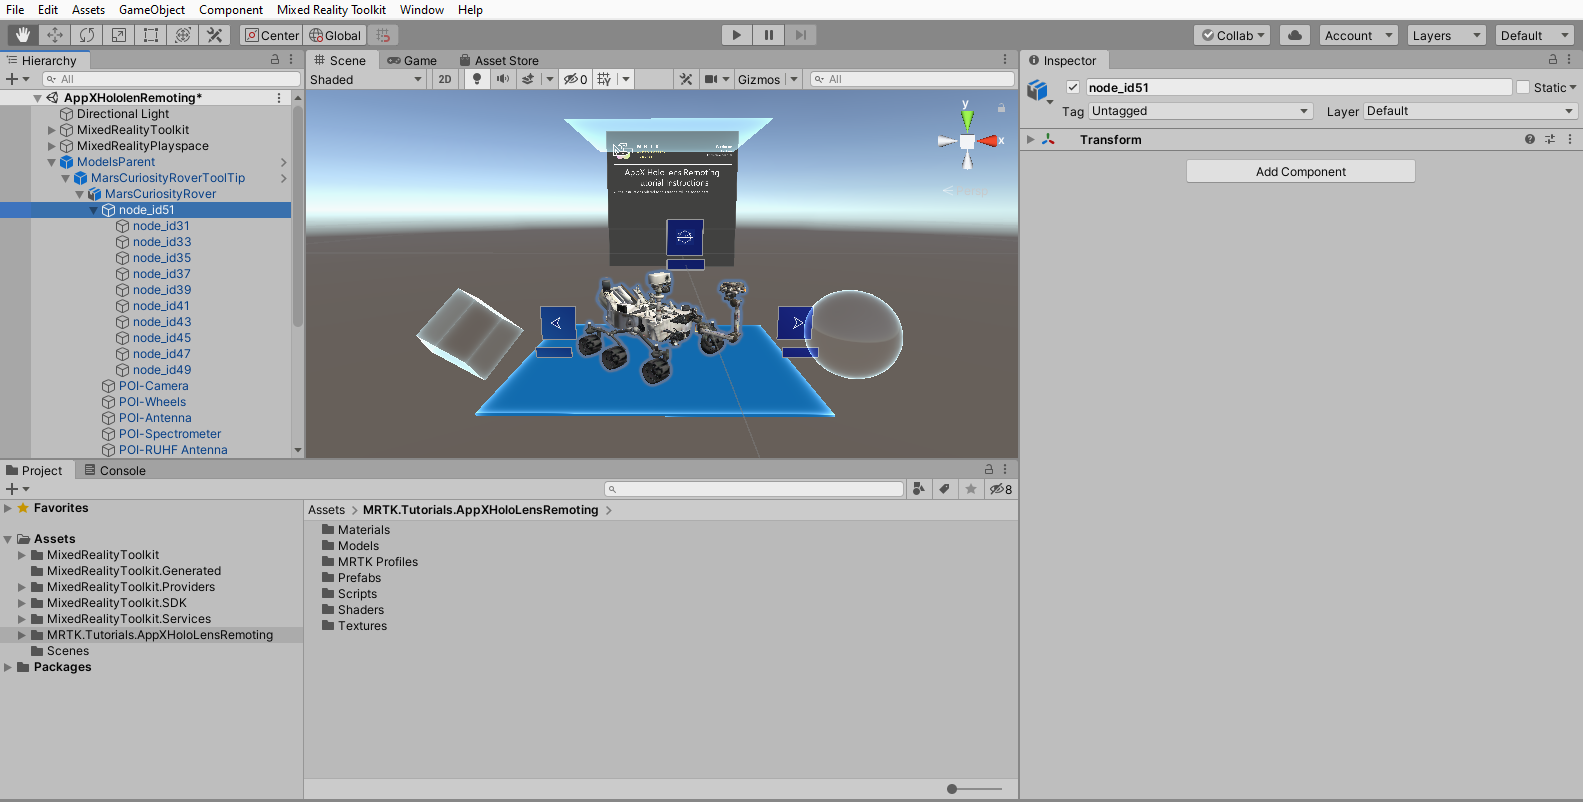 File Edit Assets GameObject Component Mixed Reality Toolkit Window Help
Center Global Collab Account Layers Default
Hierarchy
All
AppXHololenRemoting*
Directional Light
MixedRealityToolkit
MixedRealityPlayspace
ModelsParent
MarsCuriosityRoverToolTip
MarsCuriosityRover
node_id51
node_id31
node_id33
node_id35
node_id37
node_id39
node_id41
node_id43
node_id45
node_id47
node_id49
POI-Camera
POI-Wheels
POI-Antenna
POI-Spectrometer
POI-RUHF Antenna
Scene Game Asset Store
Shaded 2D 0 Gizmos All
y
x
Persp
MRTK
AppX HoloLens Remoting
utorial Instructions
Inspector
node_id51 Static
Tag Untagged Layer Default
Transform
Add Component
Project Console
8
Favorites
Assets
MixedRealityToolkit
MixedRealityToolkit.Generated
MixedRealityToolkit.Providers
MixedRealityToolkit.SDK
MixedRealityToolkit.Services
MRTK.Tutorials.AppXHoloLensRemoting
Scenes
Packages
Assets > MRTK.Tutorials.AppXHoloLensRemoting >
Materials
Models
MRTK Profiles
Prefabs
Scripts
Shaders
Textures